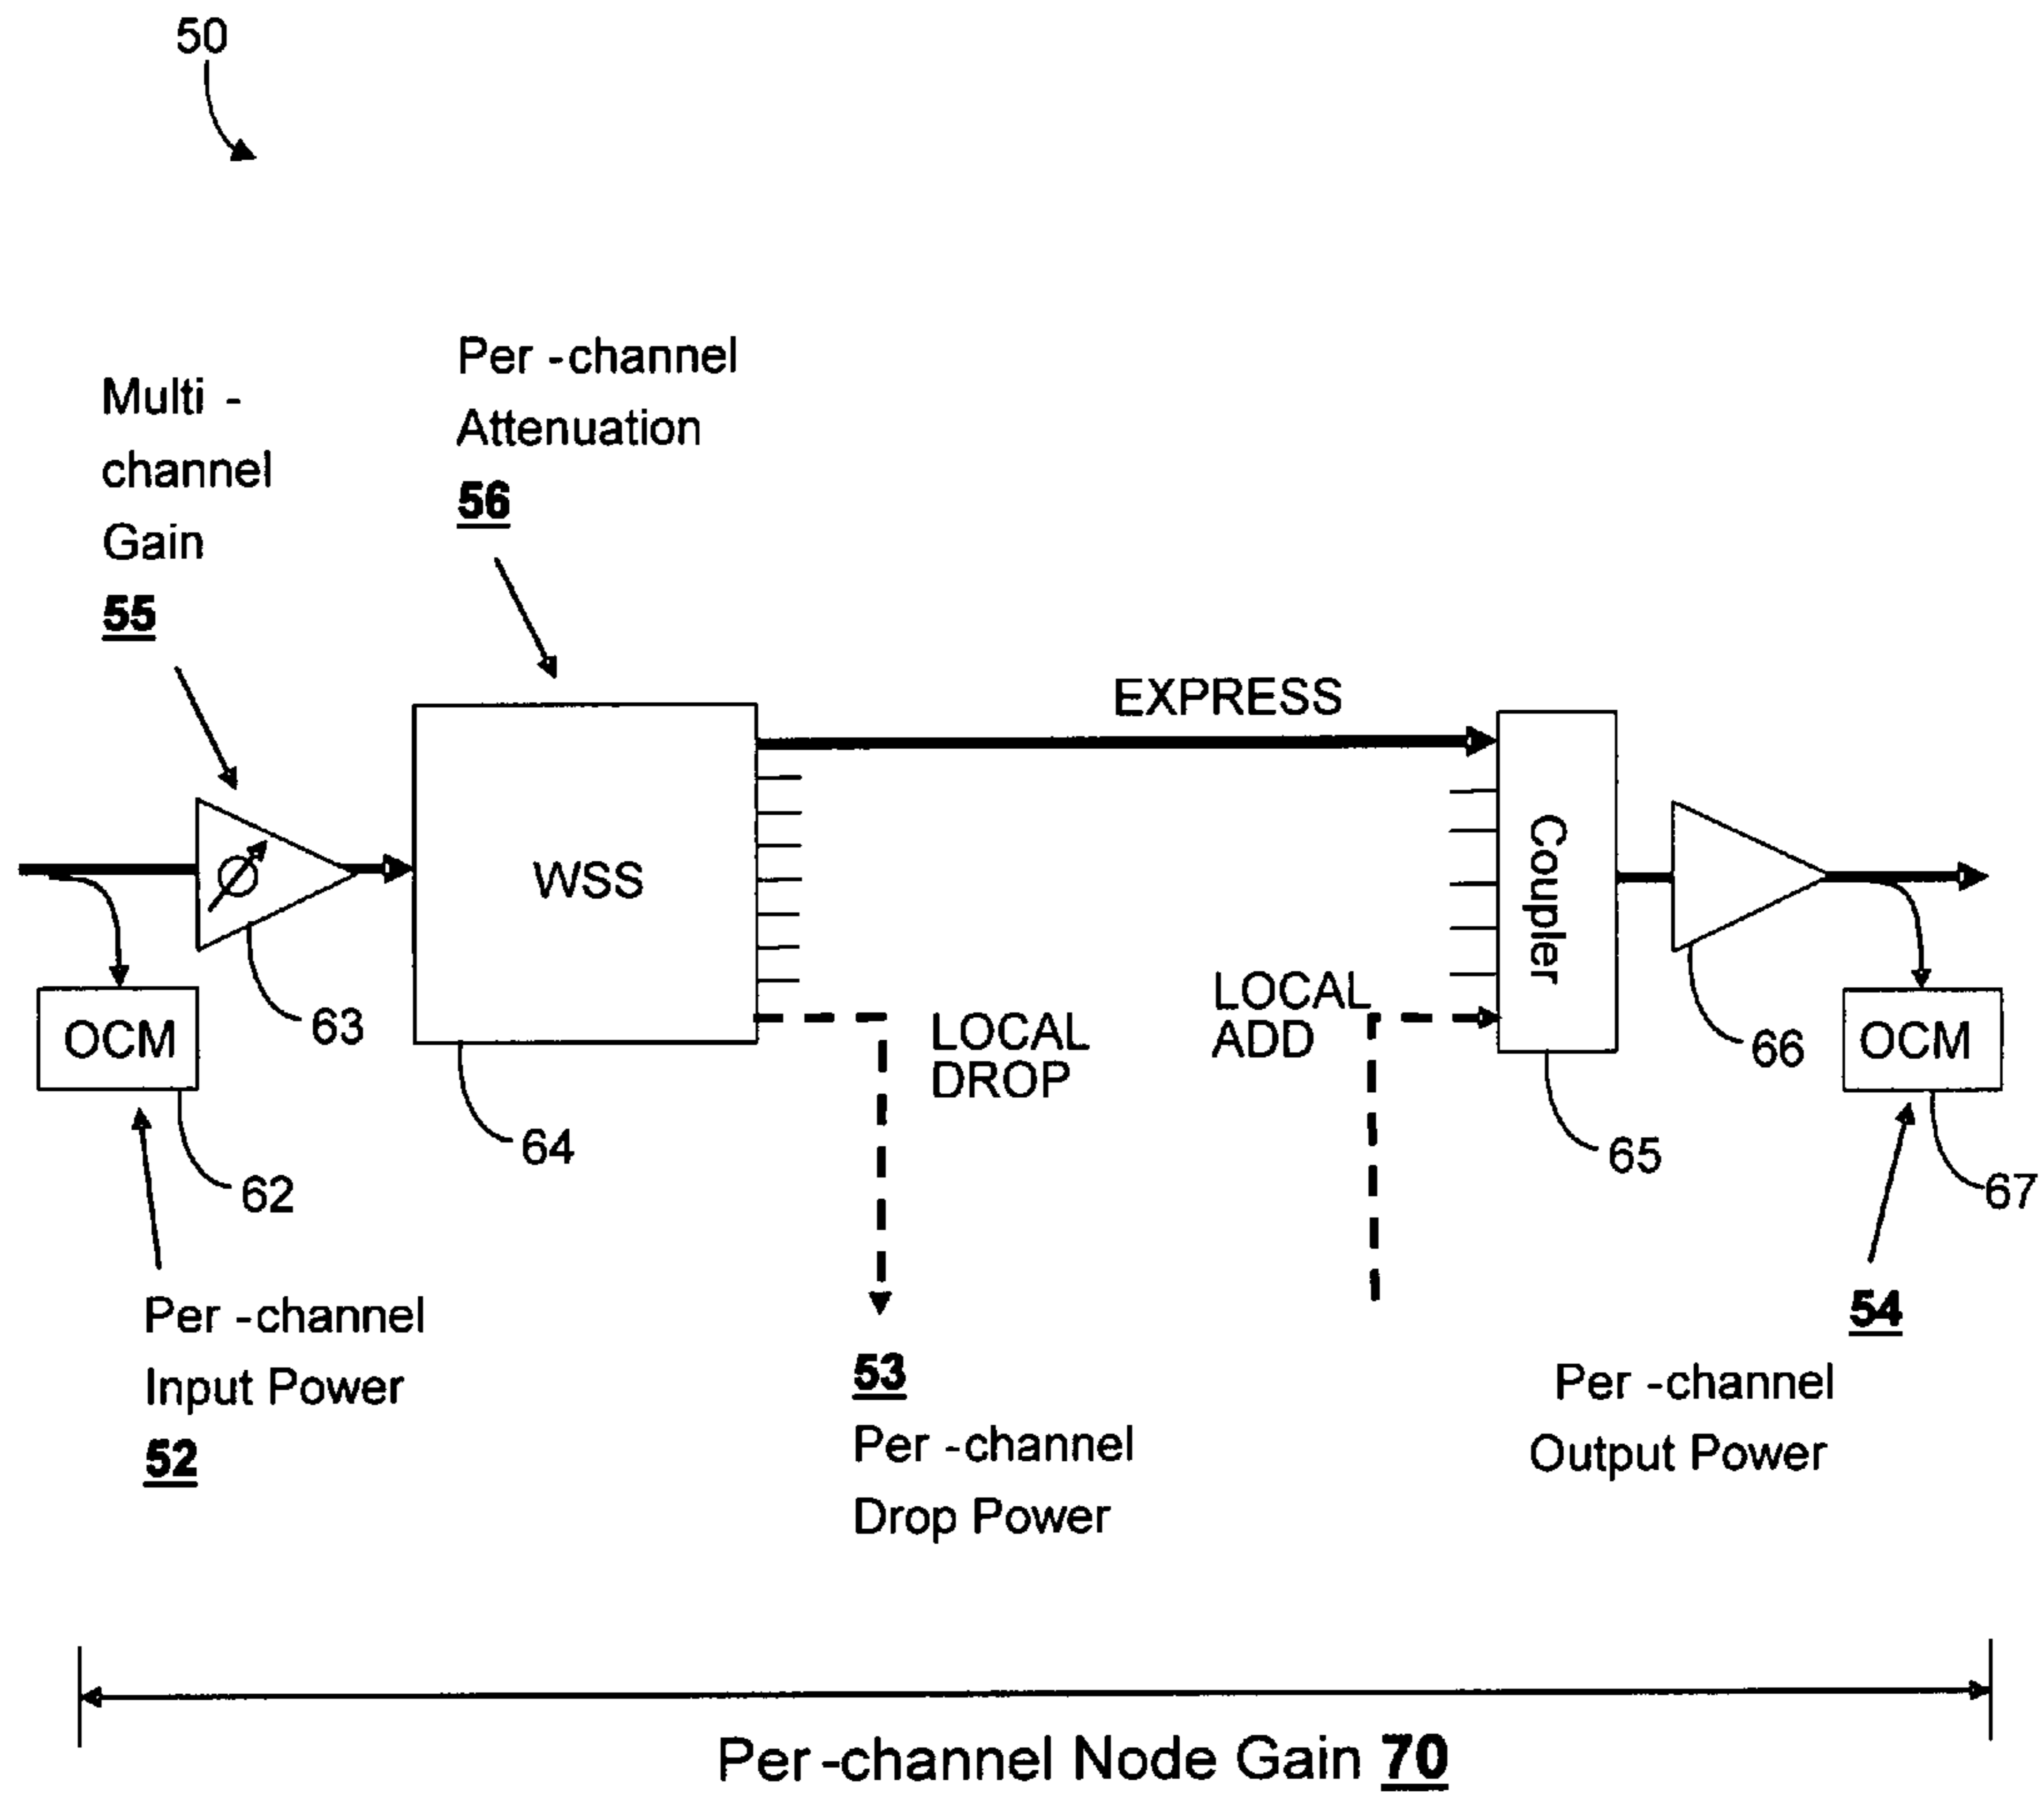 50
Per -channel
Attenuation
56
Multi -
channel
Gain
55
EXPRESS
WSS
Coupler
OCM
63
LOCAL
DROP
LOCAL
ADD
66
OCM
64
65
62
67
Per -channel
Input Power
52
53
Per -channel
Drop Power
54
Per -channel
Output Power
Per -channel Node Gain 70